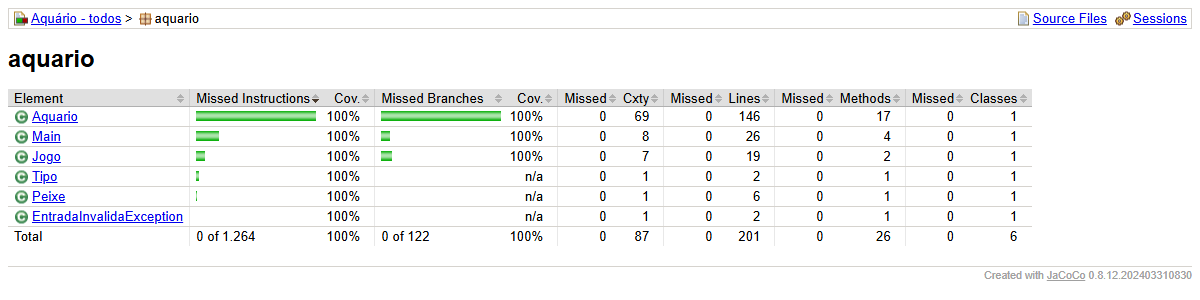 Aquário - todos > aquario Source Files Sessions
aquario
Element Missed Instructions Cov. Missed Branches Cov. Missed Cxty Missed Lines Missed Methods Missed Classes
Aquario 100% 100% 0 69 0 146 0 17 0 1
Main 100% 100% 0 8 0 26 0 4 0 1
Jogo 100% 100% 0 7 0 19 0 2 0 1
Tipo 100% n/a 0 1 0 2 0 1 0 1
Peixe 100% n/a 0 1 0 6 0 1 0 1
EntradaInvalidaException 100% n/a 0 1 0 2 0 1 0 1
Total 0 of 1.264 100% 0 of 122 100% 0 87 0 201 0 26 0 6
Created with JaCoCo 0.8.12.202403310830